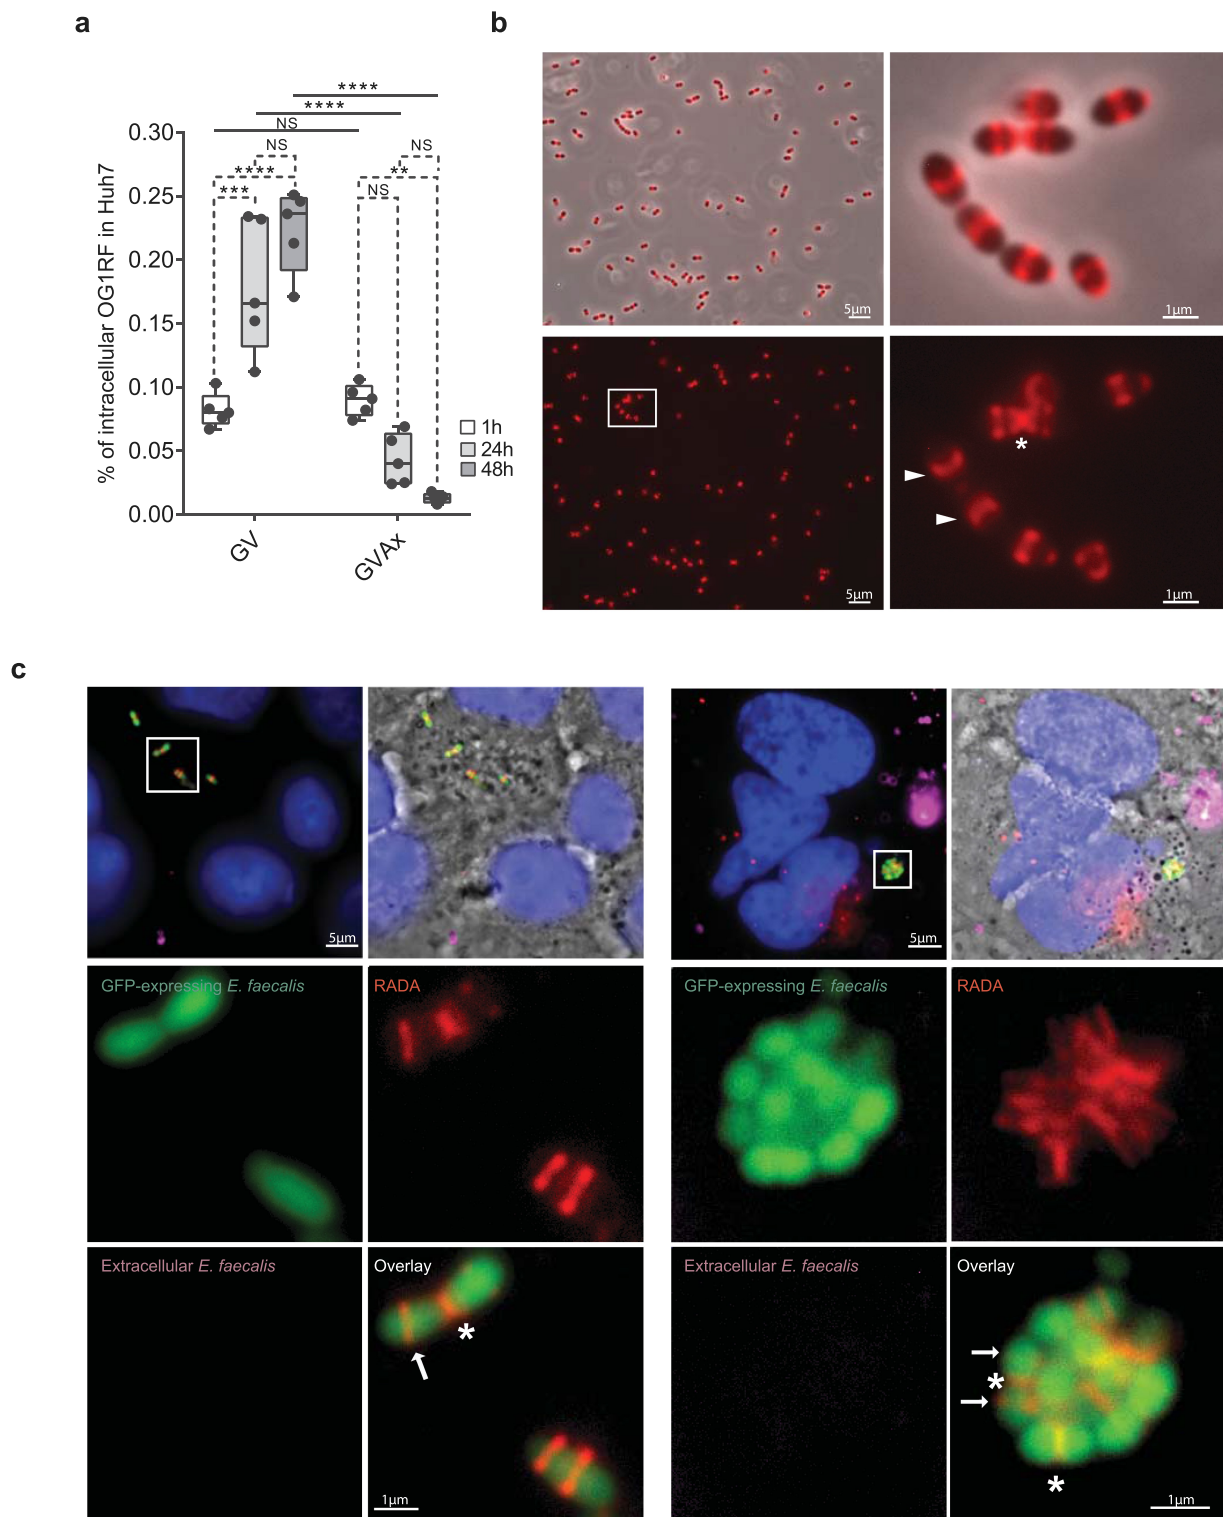 a
b
****
****
NS
NS
NS
****
**
***
NS
0.30
0.25
0.20
0.15
0.10
0.05
0.00
% of intracellular OG1RF in Huh7
1h
24h
48h
GV
GVAx
5µm
1µm
5µm
*
1µm
c
5µm
5µm
GFP-expressing E. faecalis
RADA
GFP-expressing E. faecalis
RADA
Extracellular E. faecalis
Overlay
*
1µm
Extracellular E. faecalis
Overlay
*
*
1µm